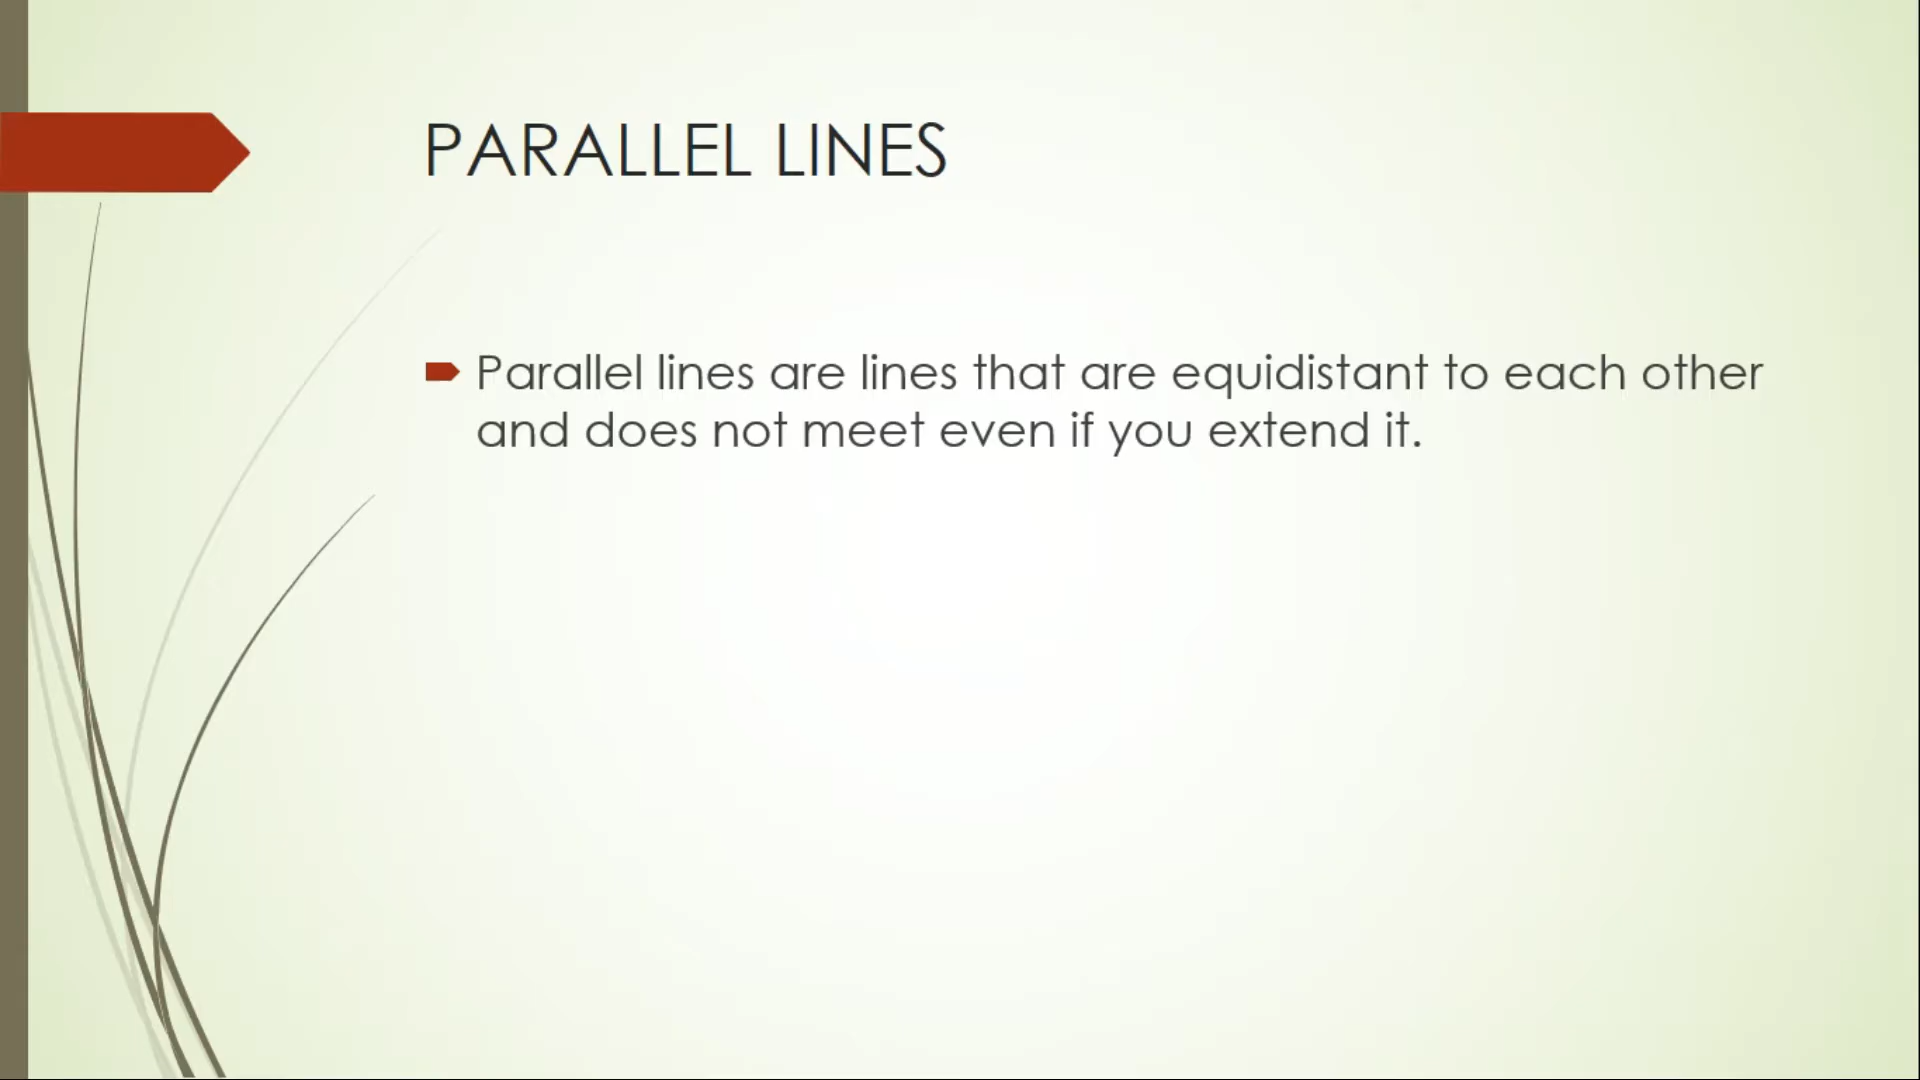 PARALLEL LINES
Parallel lines are lines that are equidistant to each other
and does not meet even if you extend it.